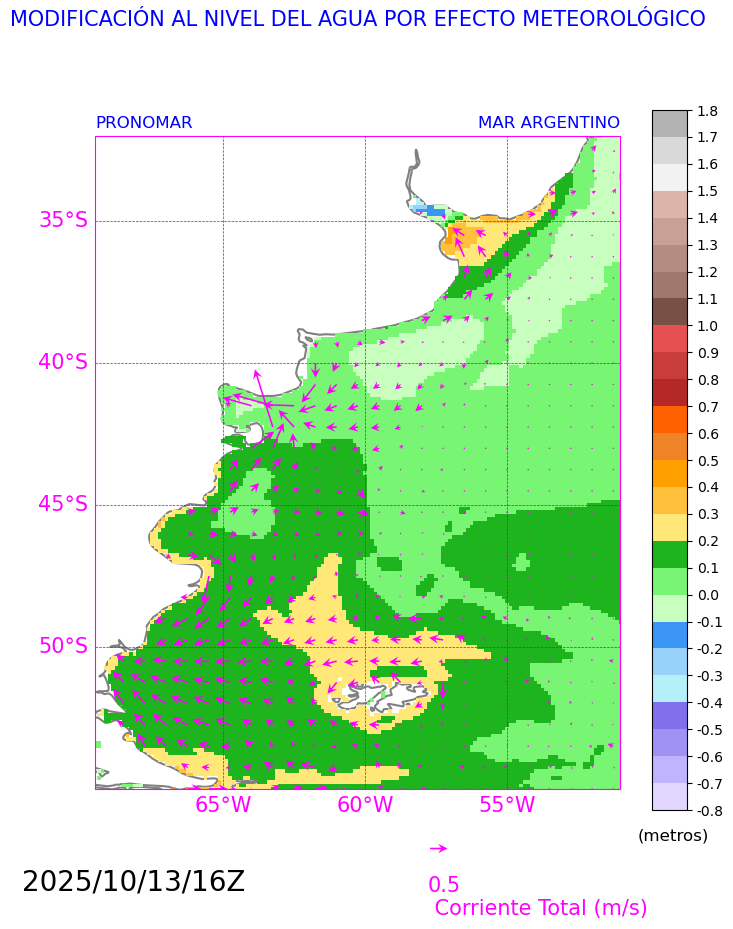 MODIFICACIÓN AL NIVEL DEL AGUA POR EFECTO METEOROLÓGICO
PRONOMAR MAR ARGENTINO
35°S
40°S
45°S
50°S
65°W 60°W 55°W
1.8
1.7
1.6
1.5
1.4
1.3
1.2
1.1
1.0
0.9
0.8
0.7
0.6
0.5
0.4
0.3
0.2
0.1
0.0
-0.1
-0.2
-0.3
-0.4
-0.5
-0.6
-0.7
-0.8
(metros)
2025/10/13/16Z
0.5
Corriente Total (m/s)